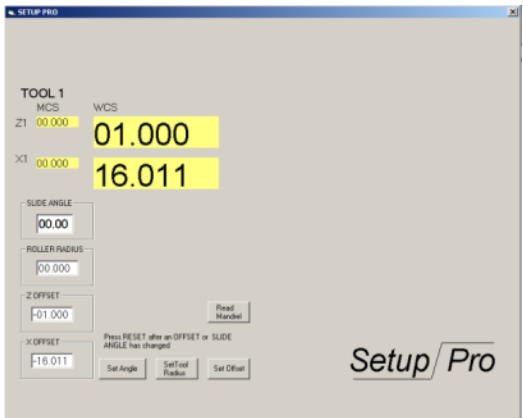 SETUP PRO
TOOL 1
MCS WCS
Z1 00.000 01.000
X1 00.000 16.011
SLIDE ANGLE
00.00
ROLLER RADIUS
00.000
Z OFFSET
-01.000
Read
Mandrel
Press RESET after an OFFSET or SLIDE
ANGLE has changed
X OFFSET
-16.011
Set Angle
SetTool
Radius
Set Offset
Setup/Pro